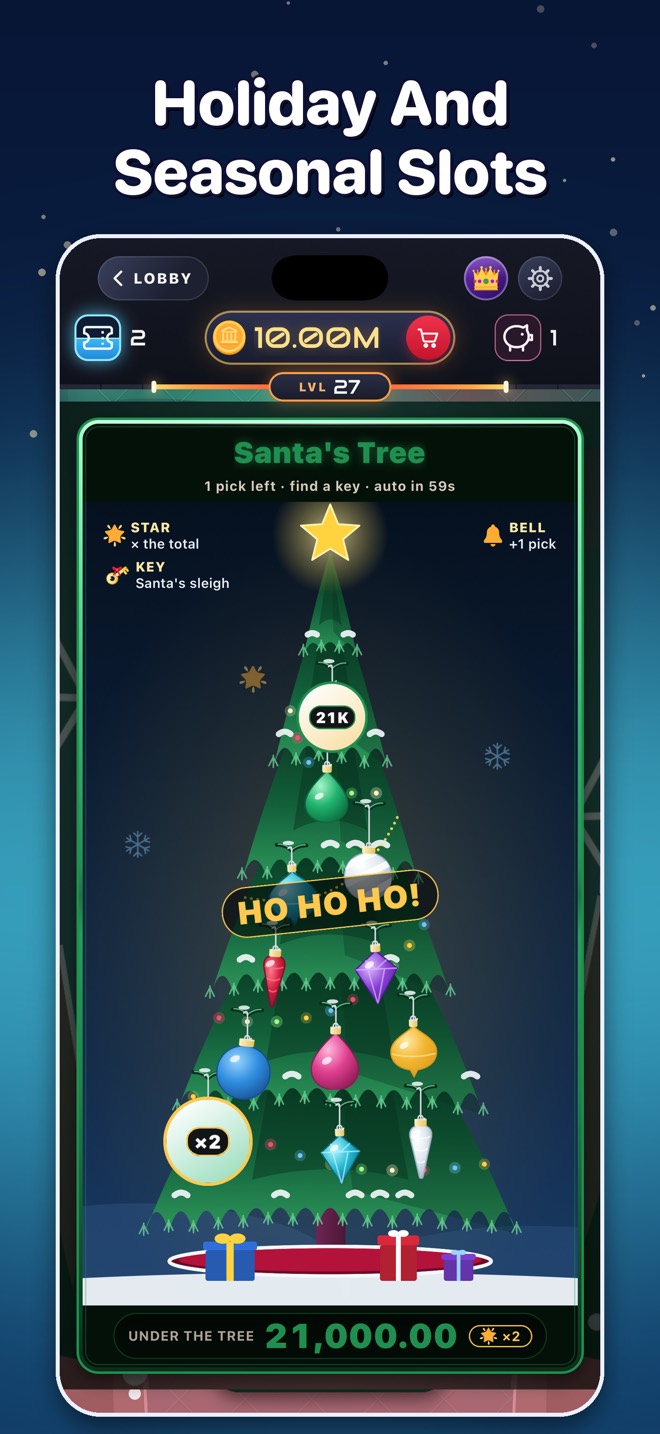 Holiday And
Seasonal Slots
LOBBY
2
10.00M
1
LVL 27
Santa's Tree
1 pick left · find a key · auto in 59s
STAR
× the total
BELL
+1 pick
KEY
Santa's sleigh
21K
HO HO HO!
×2
UNDER THE TREE 21,000.00 ×2